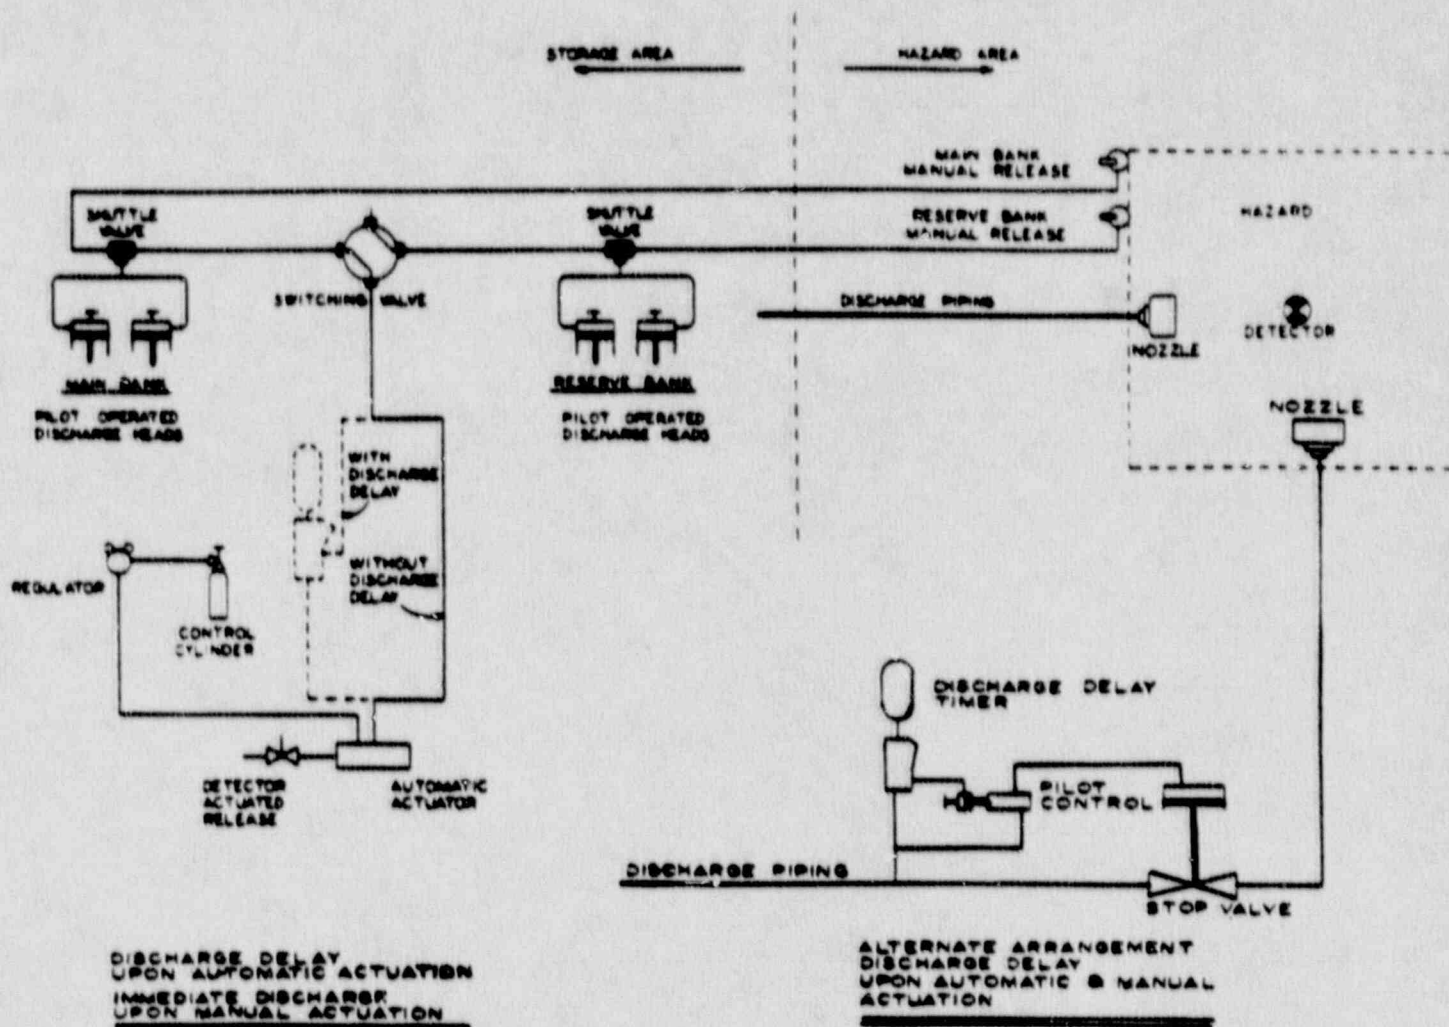 STORAGE AREA
HAZARD AREA
MAIN BANK
MANUAL RELEASE
SHUTTLE
VALVE
SHUTTLE
VALVE
RESERVE BANK
MANUAL RELEASE
HAZARD
SWITCHING VALVE
DISCHARGE PIPING
NOZZLE
DETECTOR
MAIN BANK
RESERVE BANK
PILOT OPERATED
DISCHARGE HEADS
PILOT OPERATED
DISCHARGE HEADS
NOZZLE
WITH
DISCHARGE
DELAY
WITHOUT
DISCHARGE
DELAY
REGULATOR
CONTROL
CYLINDER
DISCHARGE DELAY
TIMER
DETECTOR
ACTUATED
RELEASE
AUTOMATIC
ACTUATOR
PILOT
CONTROL
DISCHARGE PIPING
STOP VALVE
DISCHARGE DELAY
UPON AUTOMATIC ACTUATION
IMMEDIATE DISCHARGE
UPON MANUAL ACTUATION
ALTERNATE ARRANGEMENT
DISCHARGE DELAY
UPON AUTOMATIC & MANUAL
ACTUATION